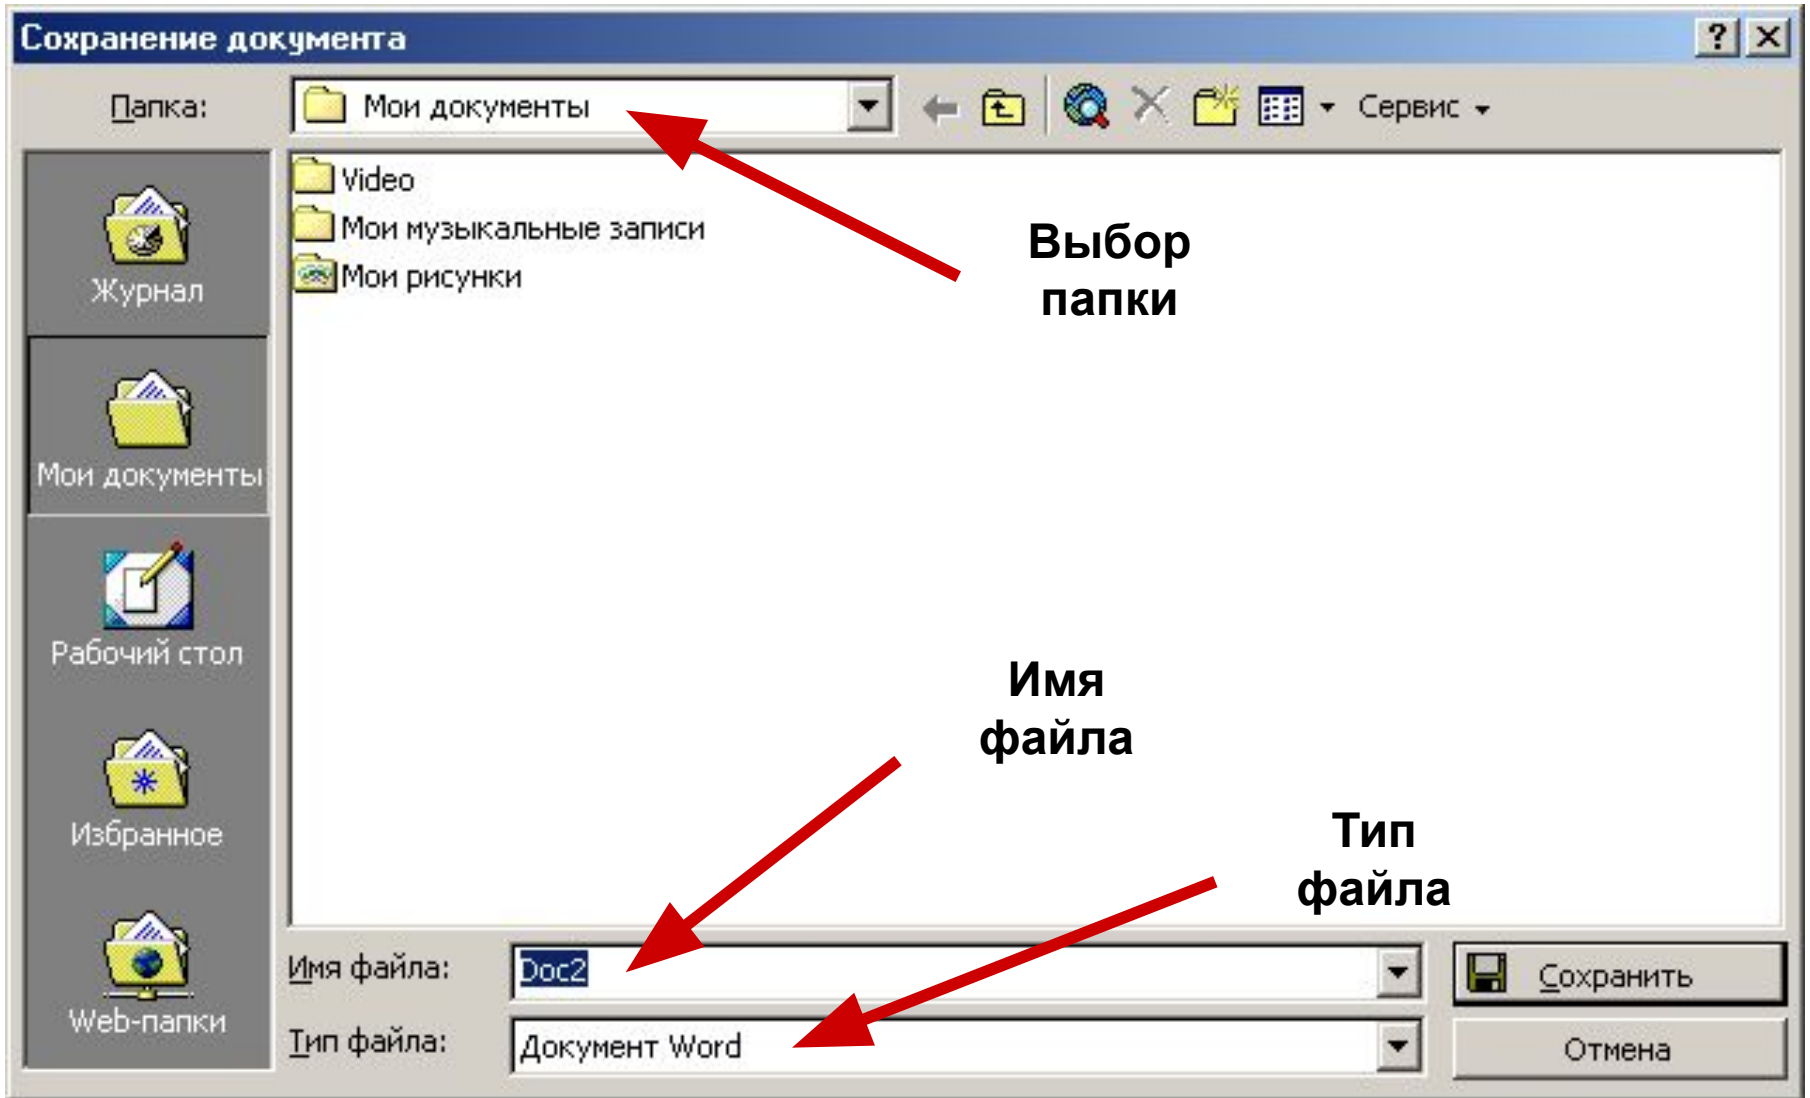 Сохранение документа
Папка:
Мои документы
Сервис
Video
Мои музыкальные записи
Мои рисунки
Журнал
Мои документы
Рабочий стол
Избранное
Web-папки
Выбор
папки
Имя
файла
Тип
файла
Имя файла:
Doc2
Сохранить
Тип файла:
Документ Word
Отмена